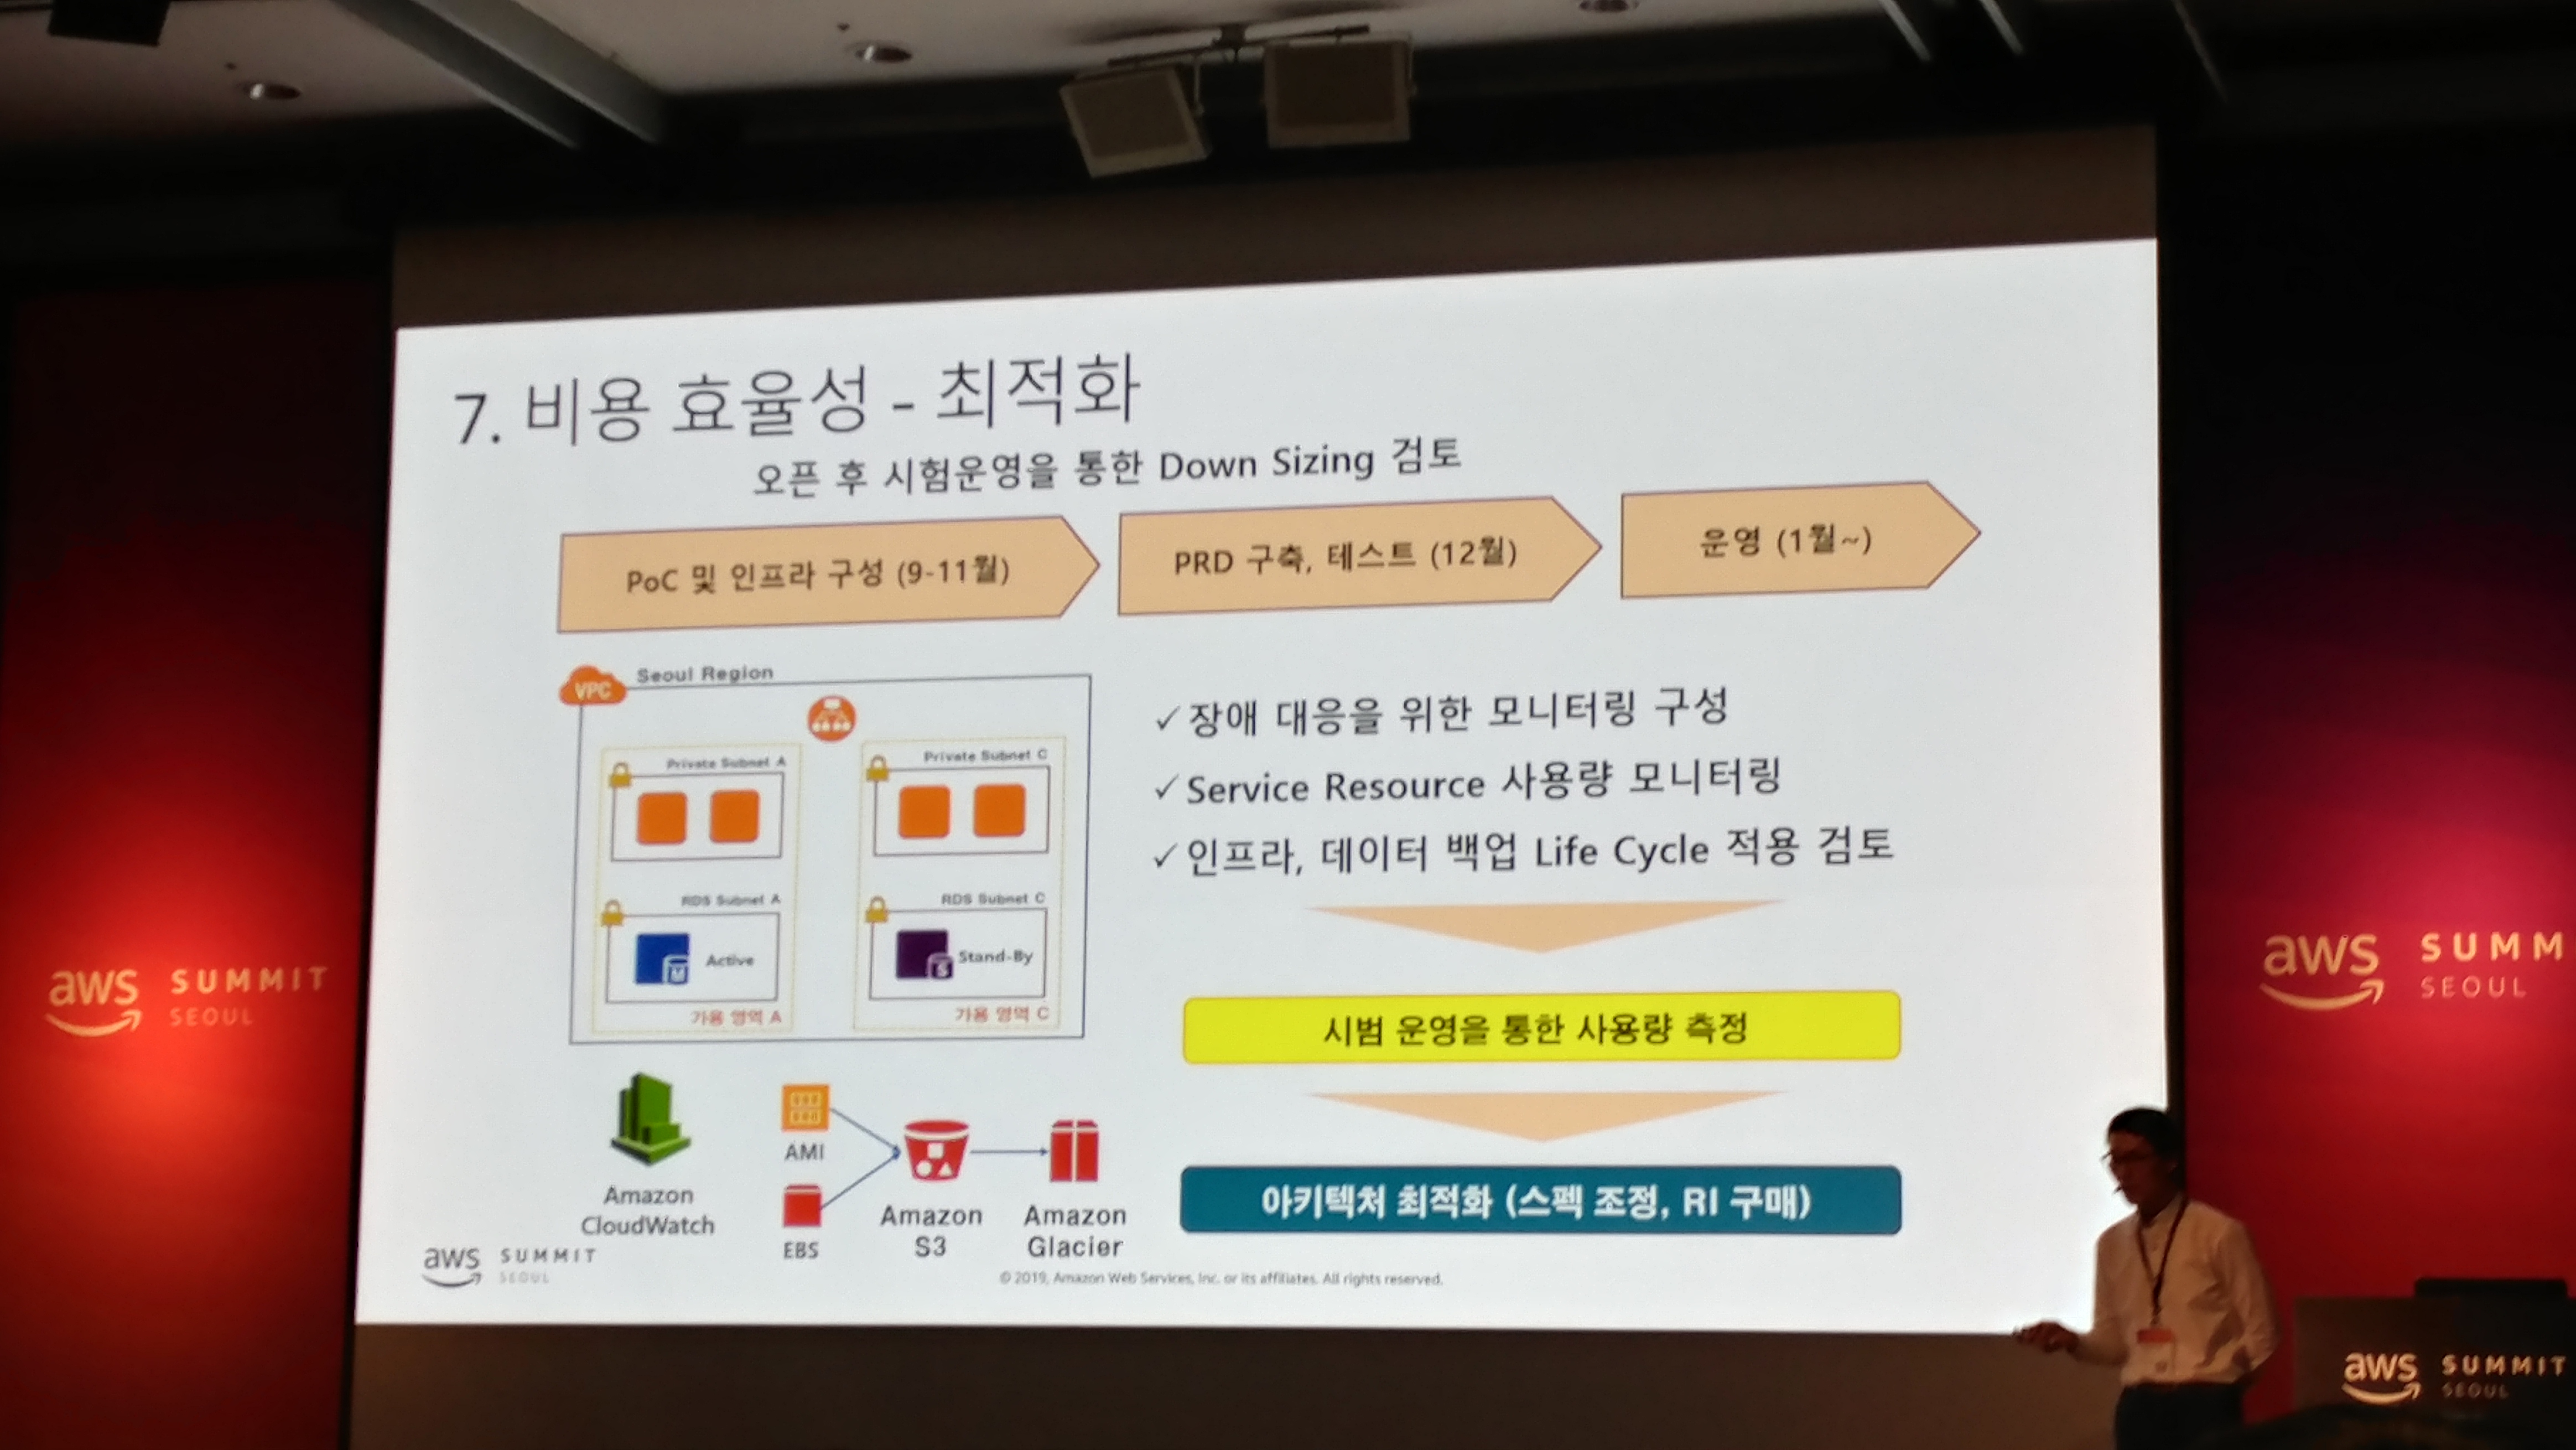 7. 비용 효율성 - 최적화
오픈 후 시험운영을 통한 Down Sizing 검토
PoC 및 인프라 구성 (9-11월)
PRD 구축, 테스트 (12월)
운영 (1월~)
VPC
Seoul Region
Private Subnet A
Private Subnet C
RDS Subnet A
RDS Subnet C
M
Active
S
Stand-By
가용 영역 A
가용 영역 C
✓장애 대응을 위한 모니터링 구성
✓Service Resource 사용량 모니터링
✓인프라, 데이터 백업 Life Cycle 적용 검토
시범 운영을 통한 사용량 측정
아키텍처 최적화 (스펙 조정, RI 구매)
Amazon
CloudWatch
AMI
EBS
Amazon
S3
Amazon
Glacier
aws SUMMIT
SEOUL
© 2019, Amazon Web Services, Inc. or its affiliates. All rights reserved.
aws SUMMIT
SEOUL
aws SUMM
SEOUL
aws SUMMIT
SEOUL